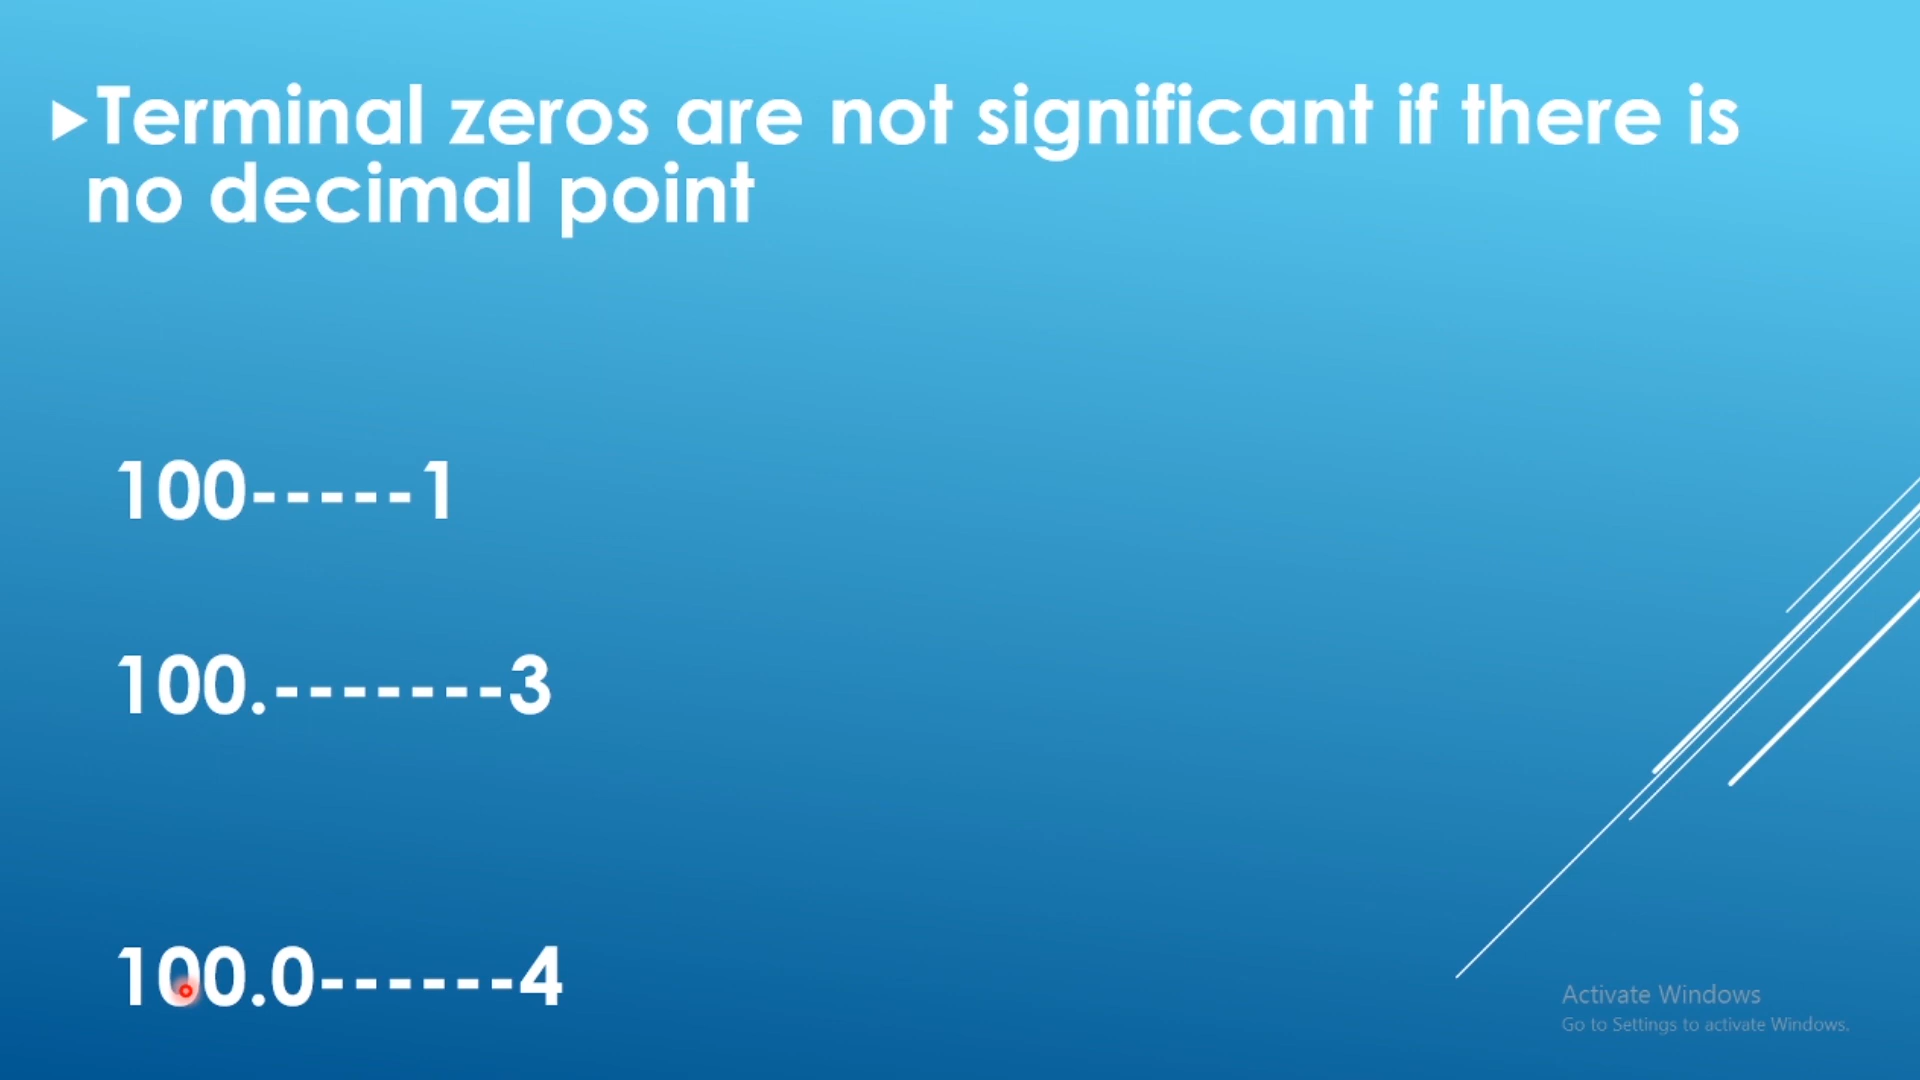 Terminal zeros are not significant if there is
no decimal point
100-----1
100.-------3
100.0------4
Activate Windows
Go to Settings to activate Windows.